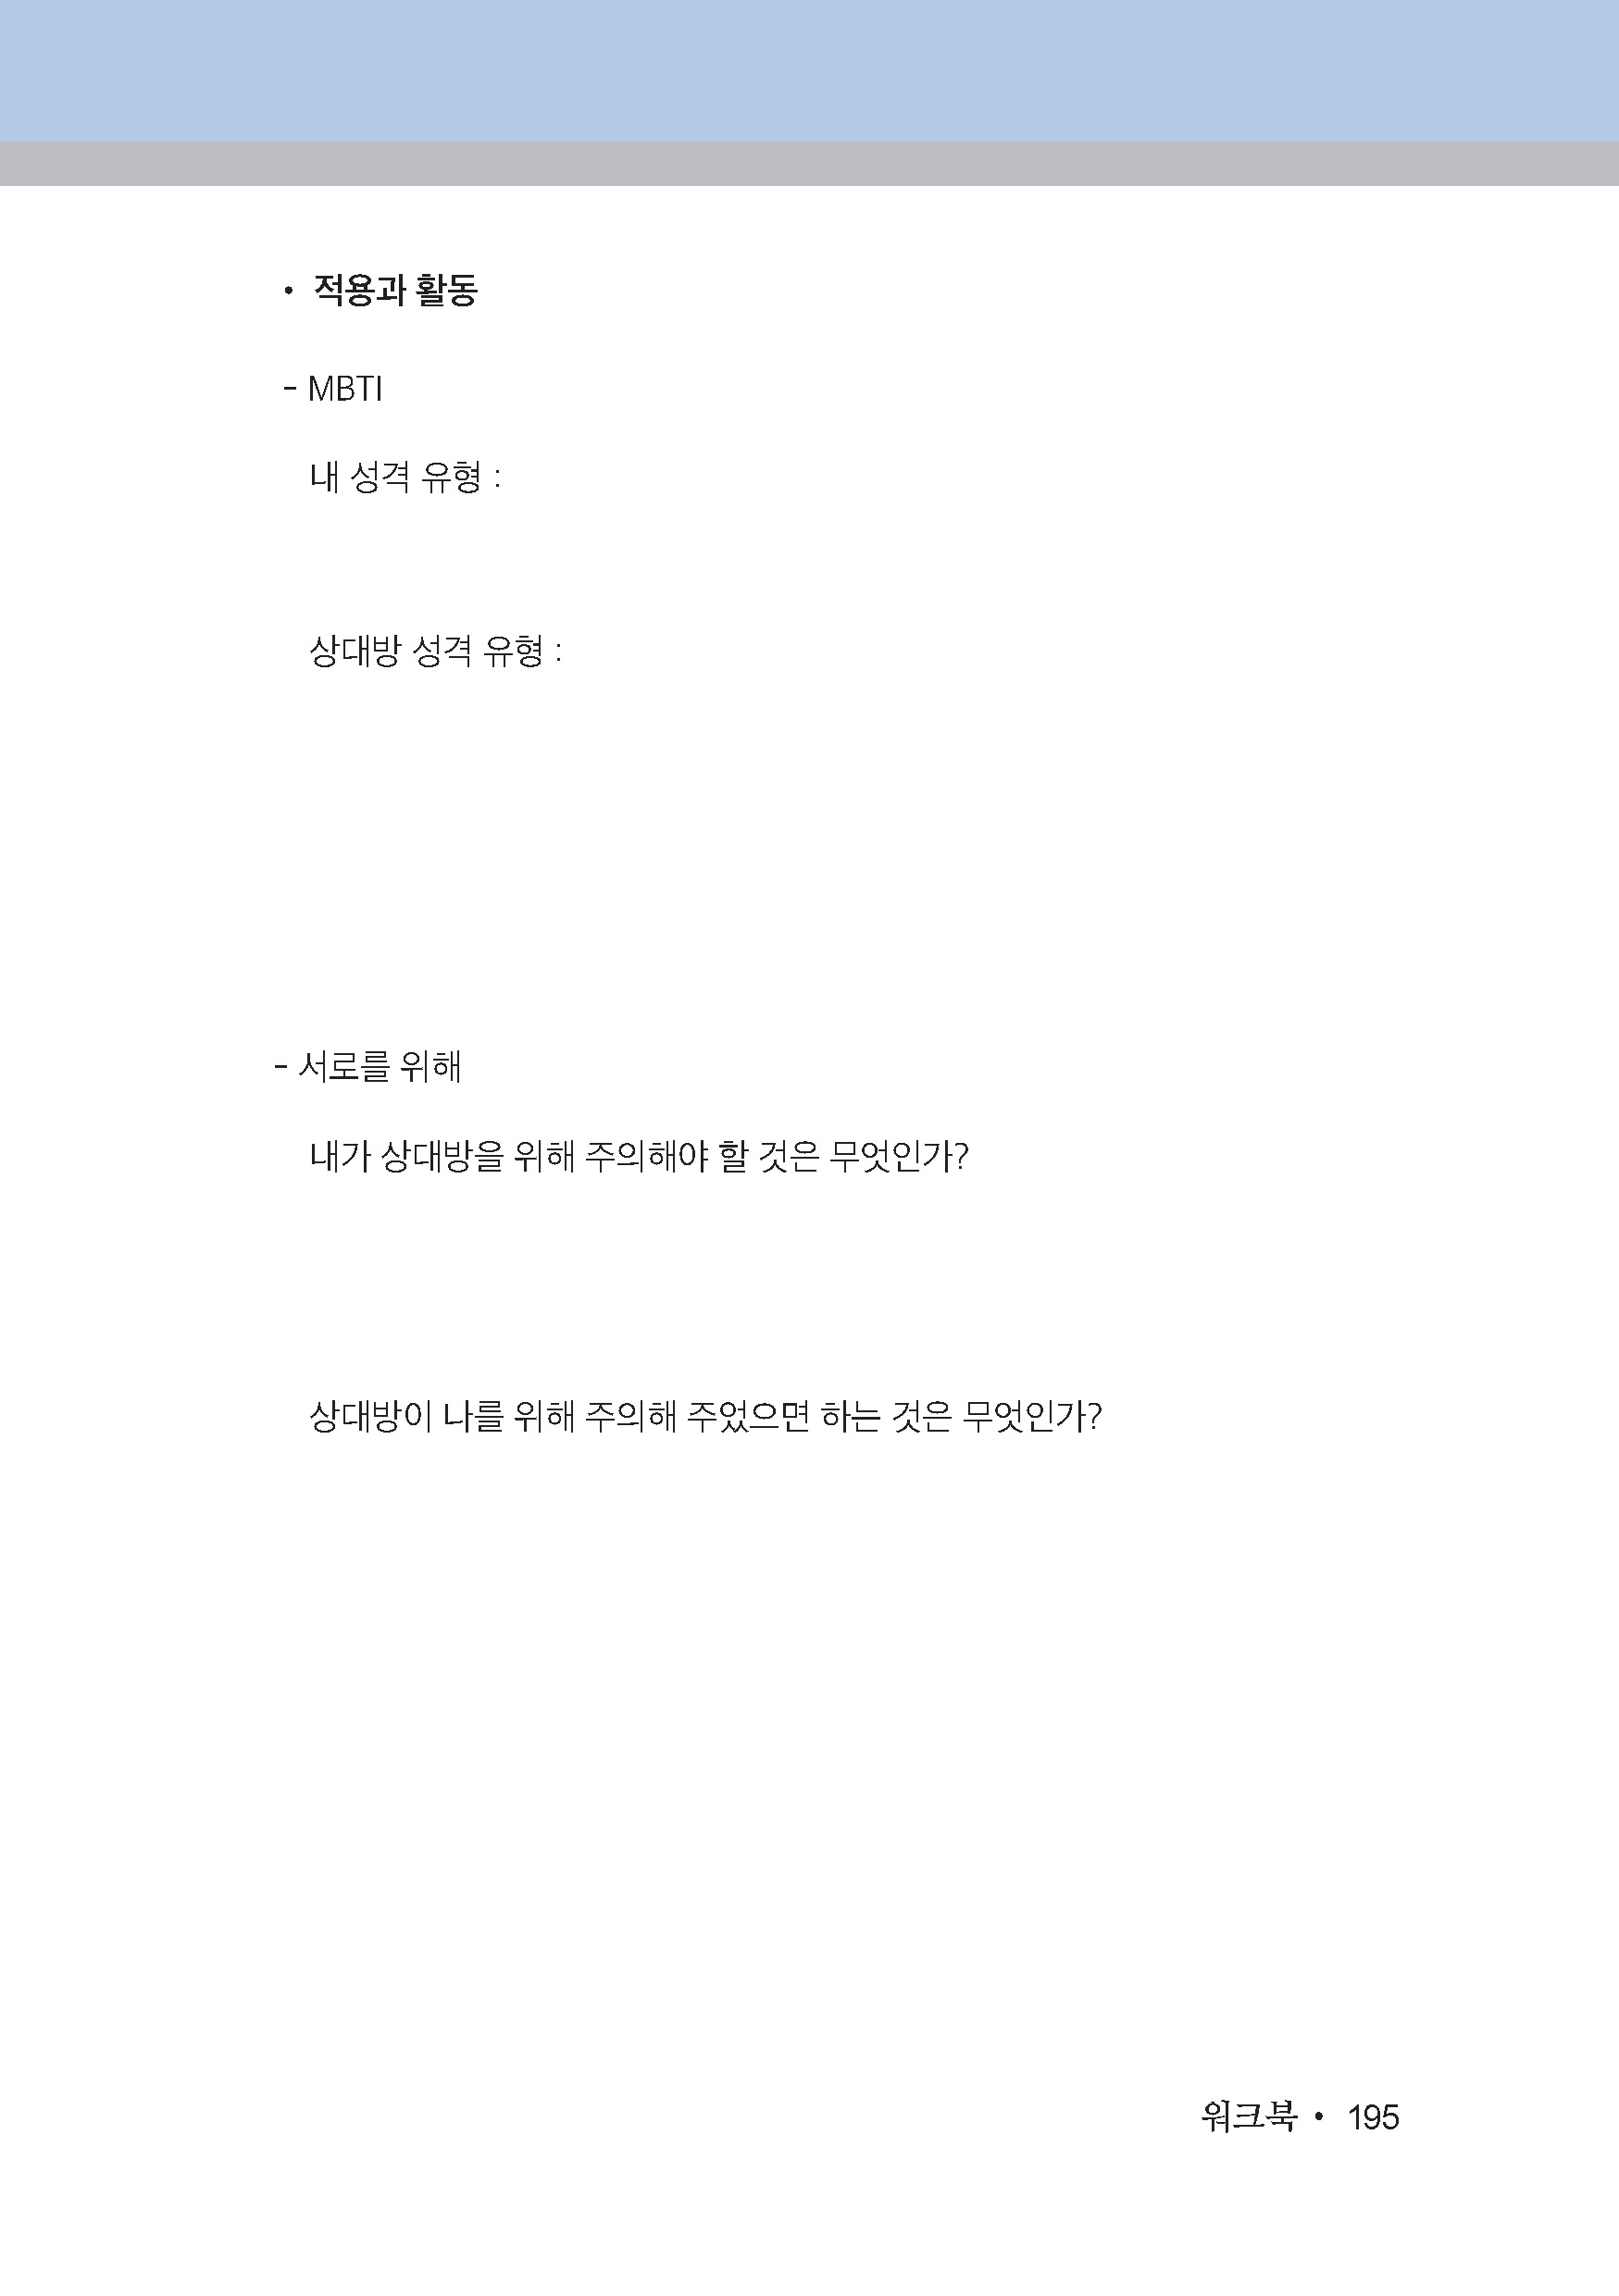 • 적용과 활동
- MBTI
내 성격 유형 :
상대방 성격 유형 :
- 서로를 위해
내가 상대방을 위해 주의해야 할 것은 무엇인가?
상대방이 나를 위해 주의해 주었으면 하는 것은 무엇인가?
워크북 • 195